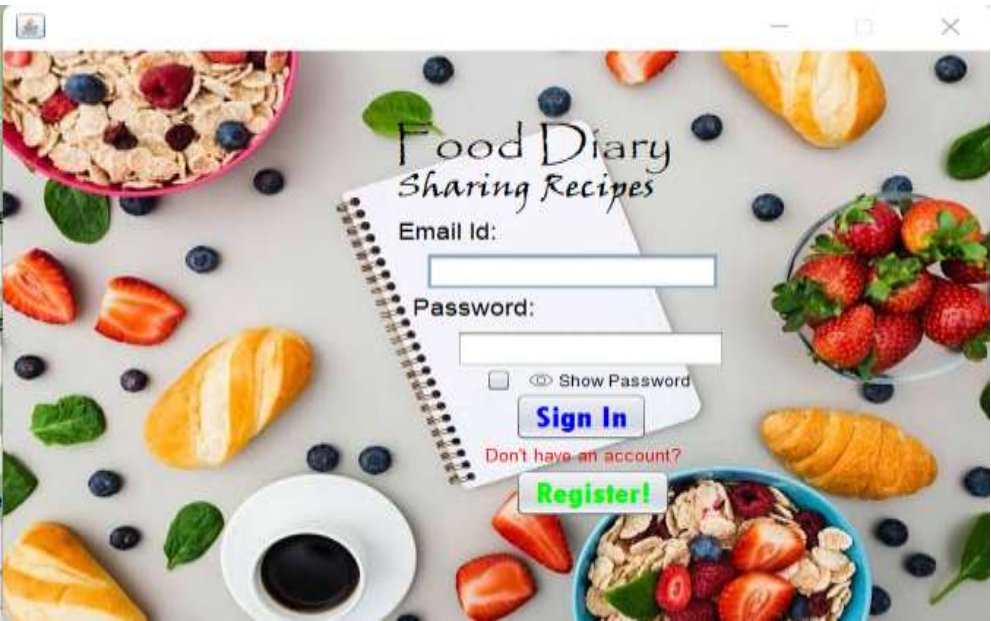 Food Diary
Sharing Recipes
Email Id:
Password:
Show Password
Sign In
Don't have an account?
Register!